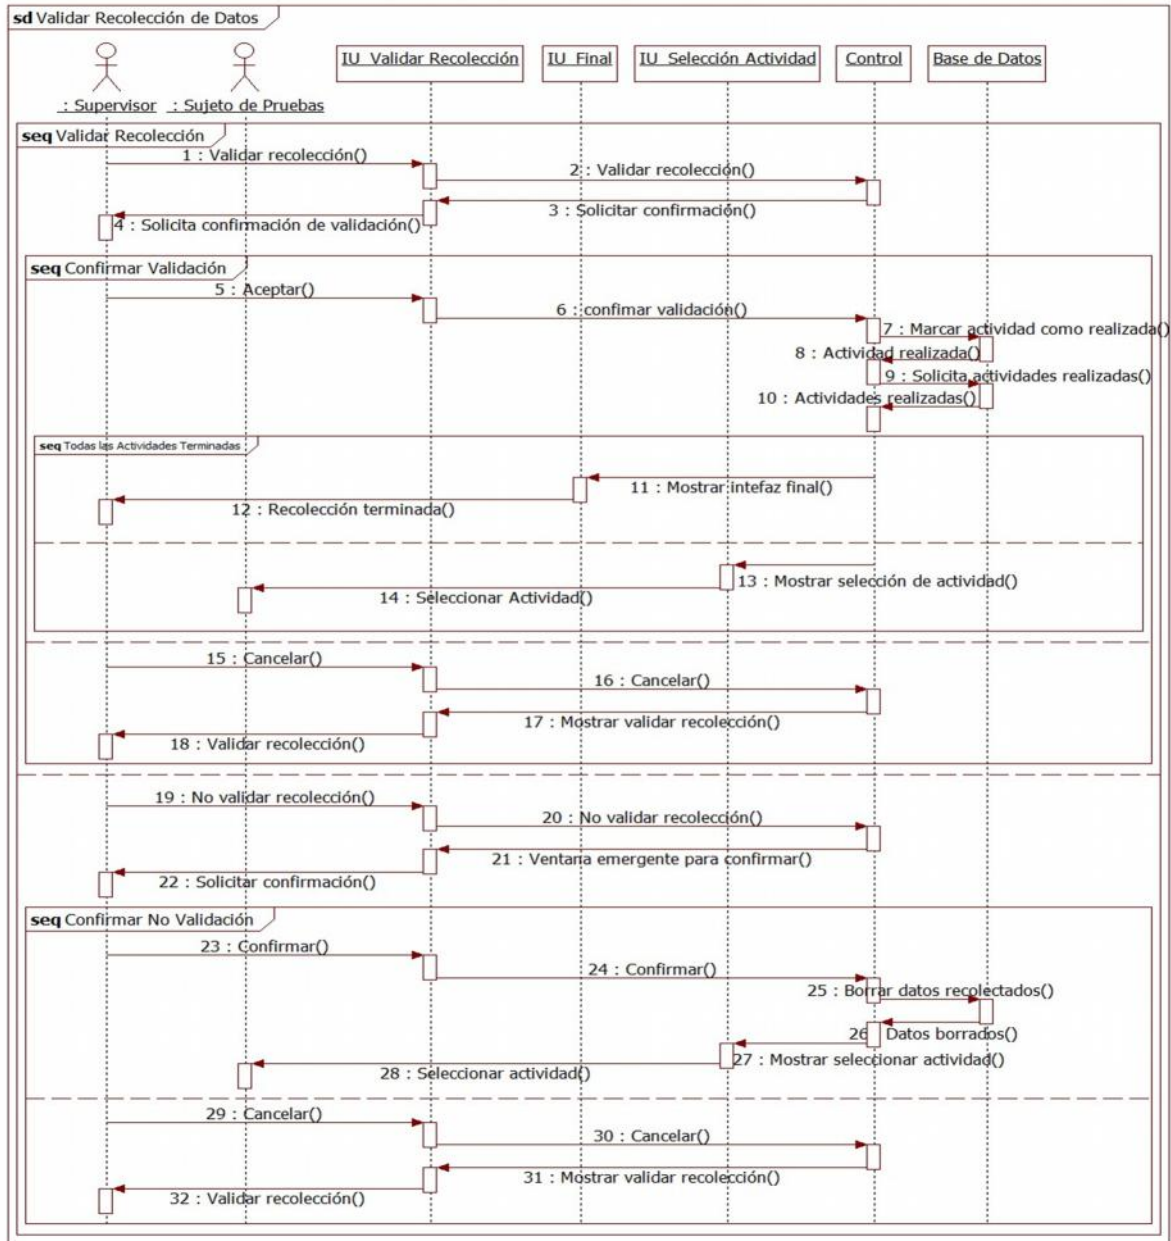 sd Validar Recolección de Datos
: Supervisor
: Sujeto de Pruebas
IU Validar Recolección
IU Final
IU Selección Actividad
Control
Base de Datos
seq Validar Recolección
1 : Validar recolección()
2 : Validar recolección()
3 : Solicitar confirmación()
4 : Solicita confirmación de validación()
seq Confirmar Validación
5 : Aceptar()
6 : confimar validación()
7 : Marcar actividad como realizada()
8 : Actividad realizada()
9 : Solicita actividades realizadas()
10 : Actividades realizadas()
seq Todas las Actividades Terminadas
11 : Mostrar intefaz final()
12 : Recolección terminada()
13 : Mostrar selección de actividad()
14 : Seleccionar Actividad()
15 : Cancelar()
16 : Cancelar()
17 : Mostrar validar recolección()
18 : Validar recolección()
19 : No validar recolección()
20 : No validar recolección()
21 : Ventana emergente para confirmar()
22 : Solicitar confirmación()
seq Confirmar No Validación
23 : Confirmar()
24 : Confirmar()
25 : Borrar datos recolectados()
26 : Datos borrados()
27 : Mostrar seleccionar actividad()
28 : Seleccionar actividad()
29 : Cancelar()
30 : Cancelar()
31 : Mostrar validar recolección()
32 : Validar recolección()